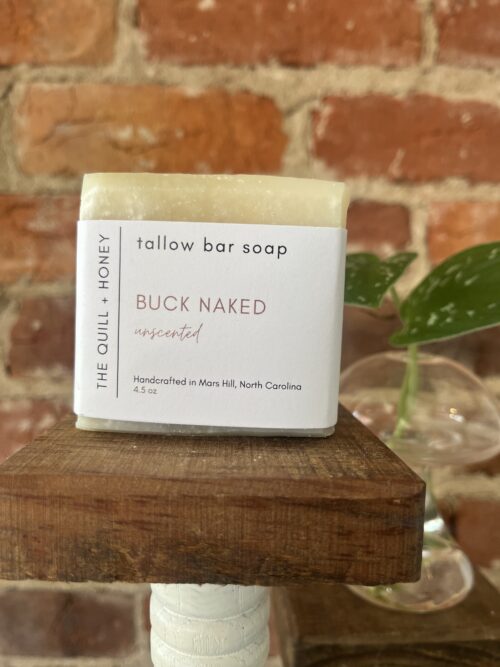 THE QUILL + HONEY
tallow bar soap
BUCK NAKED
unscented
Handcrafted in Mars Hill, North Carolina
4.5 oz